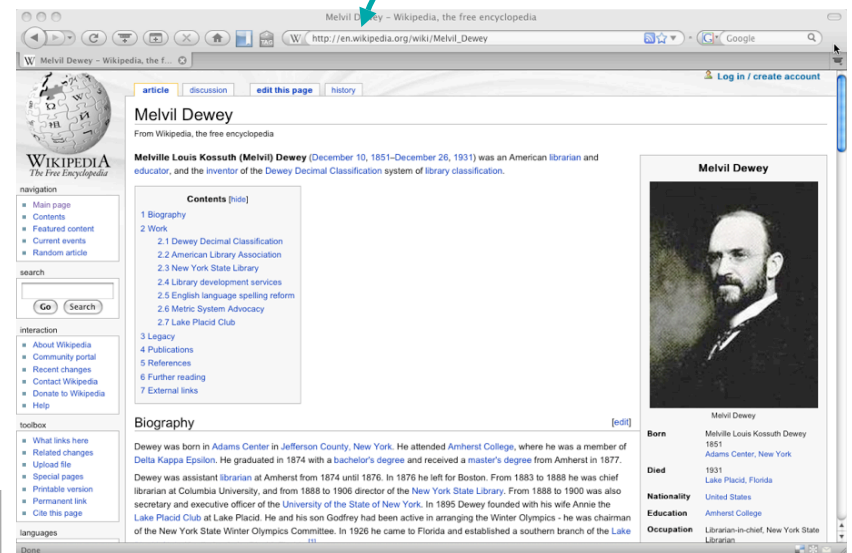 Melvil Dewey – Wikipedia, the free encyclopedia
http://en.wikipedia.org/wiki/Melvil_Dewey
Google
W Melvil Dewey – Wikipedia, the f...
Log in / create account
article discussion edit this page history
Melvil Dewey
From Wikipedia, the free encyclopedia
Melville Louis Kossuth (Melvil) Dewey (December 10, 1851–December 26, 1931) was an American librarian and
educator, and the inventor of the Dewey Decimal Classification system of library classification.
Contents [hide]
1 Biography
2 Work
2.1 Dewey Decimal Classification
2.2 American Library Association
2.3 New York State Library
2.4 Library development services
2.5 English language spelling reform
2.6 Metric System Advocacy
2.7 Lake Placid Club
3 Legacy
4 Publications
5 References
6 Further reading
7 External links
Biography [edit]
Dewey was born in Adams Center in Jefferson County, New York. He attended Amherst College, where he was a member of
Delta Kappa Epsilon. He graduated in 1874 with a bachelor's degree and received a master's degree from Amherst in 1877.
Dewey was assistant librarian at Amherst from 1874 until 1876. In 1876 he left for Boston. From 1883 to 1888 he was chief
librarian at Columbia University, and from 1888 to 1906 director of the New York State Library. From 1888 to 1900 was also
secretary and executive officer of the University of the State of New York. In 1895 Dewey founded with his wife Annie the
Lake Placid Club at Lake Placid. He and his son Godfrey had been active in arranging the Winter Olympics - he was chairman
of the New York State Winter Olympics Committee. In 1926 he came to Florida and established a southern branch of the Lake
WIKIPEDIA
The Free Encyclopedia
navigation
Main page
Contents
Featured content
Current events
Random article
search
Go Search
interaction
About Wikipedia
Community portal
Recent changes
Contact Wikipedia
Donate to Wikipedia
Help
toolbox
What links here
Related changes
Upload file
Special pages
Printable version
Permanent link
Cite this page
languages
Melvil Dewey
Melvil Dewey
Born Melville Louis Kossuth Dewey
1851
Adams Center, New York
Died 1931
Lake Placid, Florida
Nationality United States
Education Amherst College
Occupation Librarian-in-chief, New York State
Librarian
Done